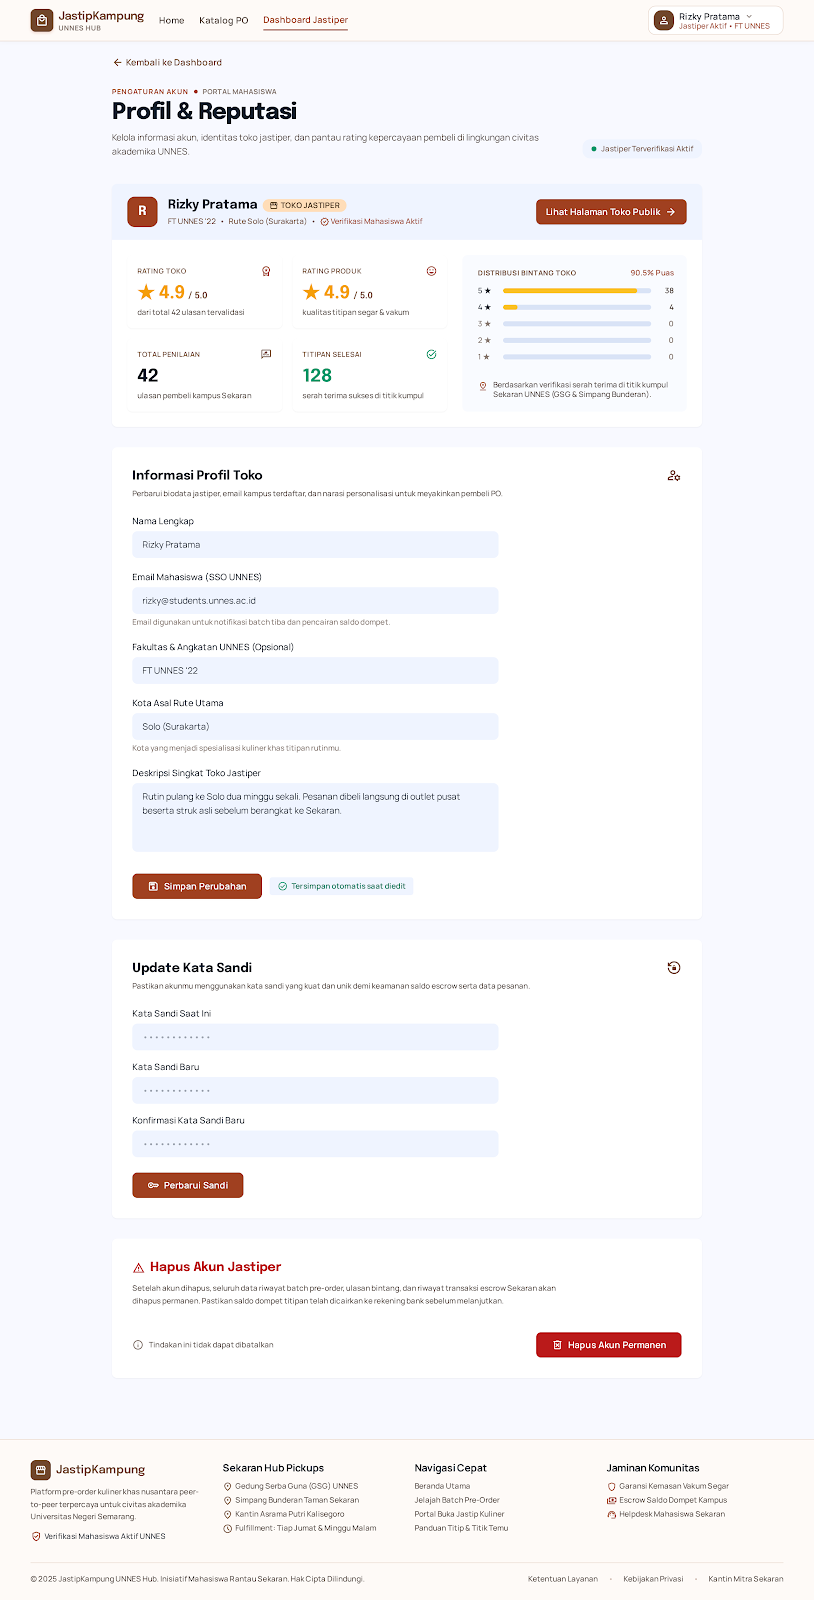 JastipKampung
UNNES HUB
Home
Katalog PO
Dashboard Jastiper
Rizky Pratama
Jastiper Aktif • FT UNNES
← Kembali ke Dashboard
PENGATURAN AKUN • PORTAL MAHASISWA
Profil & Reputasi
Kelola informasi akun, identitas toko jastiper, dan pantau rating kepercayaan pembeli di lingkungan civitas
akademika UNNES.
Jastiper Terverifikasi Aktif
R
Rizky Pratama
TOKO JASTIPER
FT UNNES '22 • Rute Solo (Surakarta) • Verifikasi Mahasiswa Aktif
Lihat Halaman Toko Publik →
RATING TOKO
★ 4.9 / 5.0
dari total 42 ulasan tervalidasi
RATING PRODUK
★ 4.9 / 5.0
kualitas titipan segar & vakum
TOTAL PENILAIAN
42
ulasan pembeli kampus Sekaran
TITIPAN SELESAI
128
serah terima sukses di titik kumpul
DISTRIBUSI BINTANG TOKO
90.5% Puas
5 ★ 38
4 ★ 4
3 ★ 0
2 ★ 0
1 ★ 0
Berdasarkan verifikasi serah terima di titik kumpul
Sekaran UNNES (GSG & Simpang Bunderan).
Informasi Profil Toko
Perbarui biodata jastiper, email kampus terdaftar, dan narasi personalisasi untuk meyakinkan pembeli PO.
Nama Lengkap
Rizky Pratama
Email Mahasiswa (SSO UNNES)
rizky@students.unnes.ac.id
Email digunakan untuk notifikasi batch tiba dan pencairan saldo dompet.
Fakultas & Angkatan UNNES (Opsional)
FT UNNES '22
Kota Asal Rute Utama
Solo (Surakarta)
Kota yang menjadi spesialisasi kuliner khas titipan rutinmu.
Deskripsi Singkat Toko Jastiper
Rutin pulang ke Solo dua minggu sekali. Pesanan dibeli langsung di outlet pusat
beserta struk asli sebelum berangkat ke Sekaran.
Simpan Perubahan
Tersimpan otomatis saat diedit
Update Kata Sandi
Pastikan akunmu menggunakan kata sandi yang kuat dan unik demi keamanan saldo escrow serta data pesanan.
Kata Sandi Saat Ini
••••••••••••
Kata Sandi Baru
••••••••••••
Konfirmasi Kata Sandi Baru
••••••••••••
Perbarui Sandi
Hapus Akun Jastiper
Setelah akun dihapus, seluruh data riwayat batch pre-order, ulasan bintang, dan riwayat transaksi escrow Sekaran akan
dihapus permanen. Pastikan saldo dompet titipan telah dicairkan ke rekening bank sebelum melanjutkan.
Tindakan ini tidak dapat dibatalkan
Hapus Akun Permanen
JastipKampung
Platform pre-order kuliner khas nusantara peer-
to-peer terpercaya untuk civitas akademika
Universitas Negeri Semarang.
Verifikasi Mahasiswa Aktif UNNES
Sekaran Hub Pickups
Gedung Serba Guna (GSG) UNNES
Simpang Bunderan Taman Sekaran
Kantin Asrama Putri Kalisegoro
Fulfillment: Tiap Jumat & Minggu Malam
Navigasi Cepat
Beranda Utama
Jelajah Batch Pre-Order
Portal Buka Jastip Kuliner
Panduan Titip & Titik Temu
Jaminan Komunitas
Garansi Kemasan Vakum Segar
Escrow Saldo Dompet Kampus
Helpdesk Mahasiswa Sekaran
© 2025 JastipKampung UNNES Hub. Inisiatif Mahasiswa Rantau Sekaran. Hak Cipta Dilindungi.
Ketentuan Layanan • Kebijakan Privasi • Kantin Mitra Sekaran